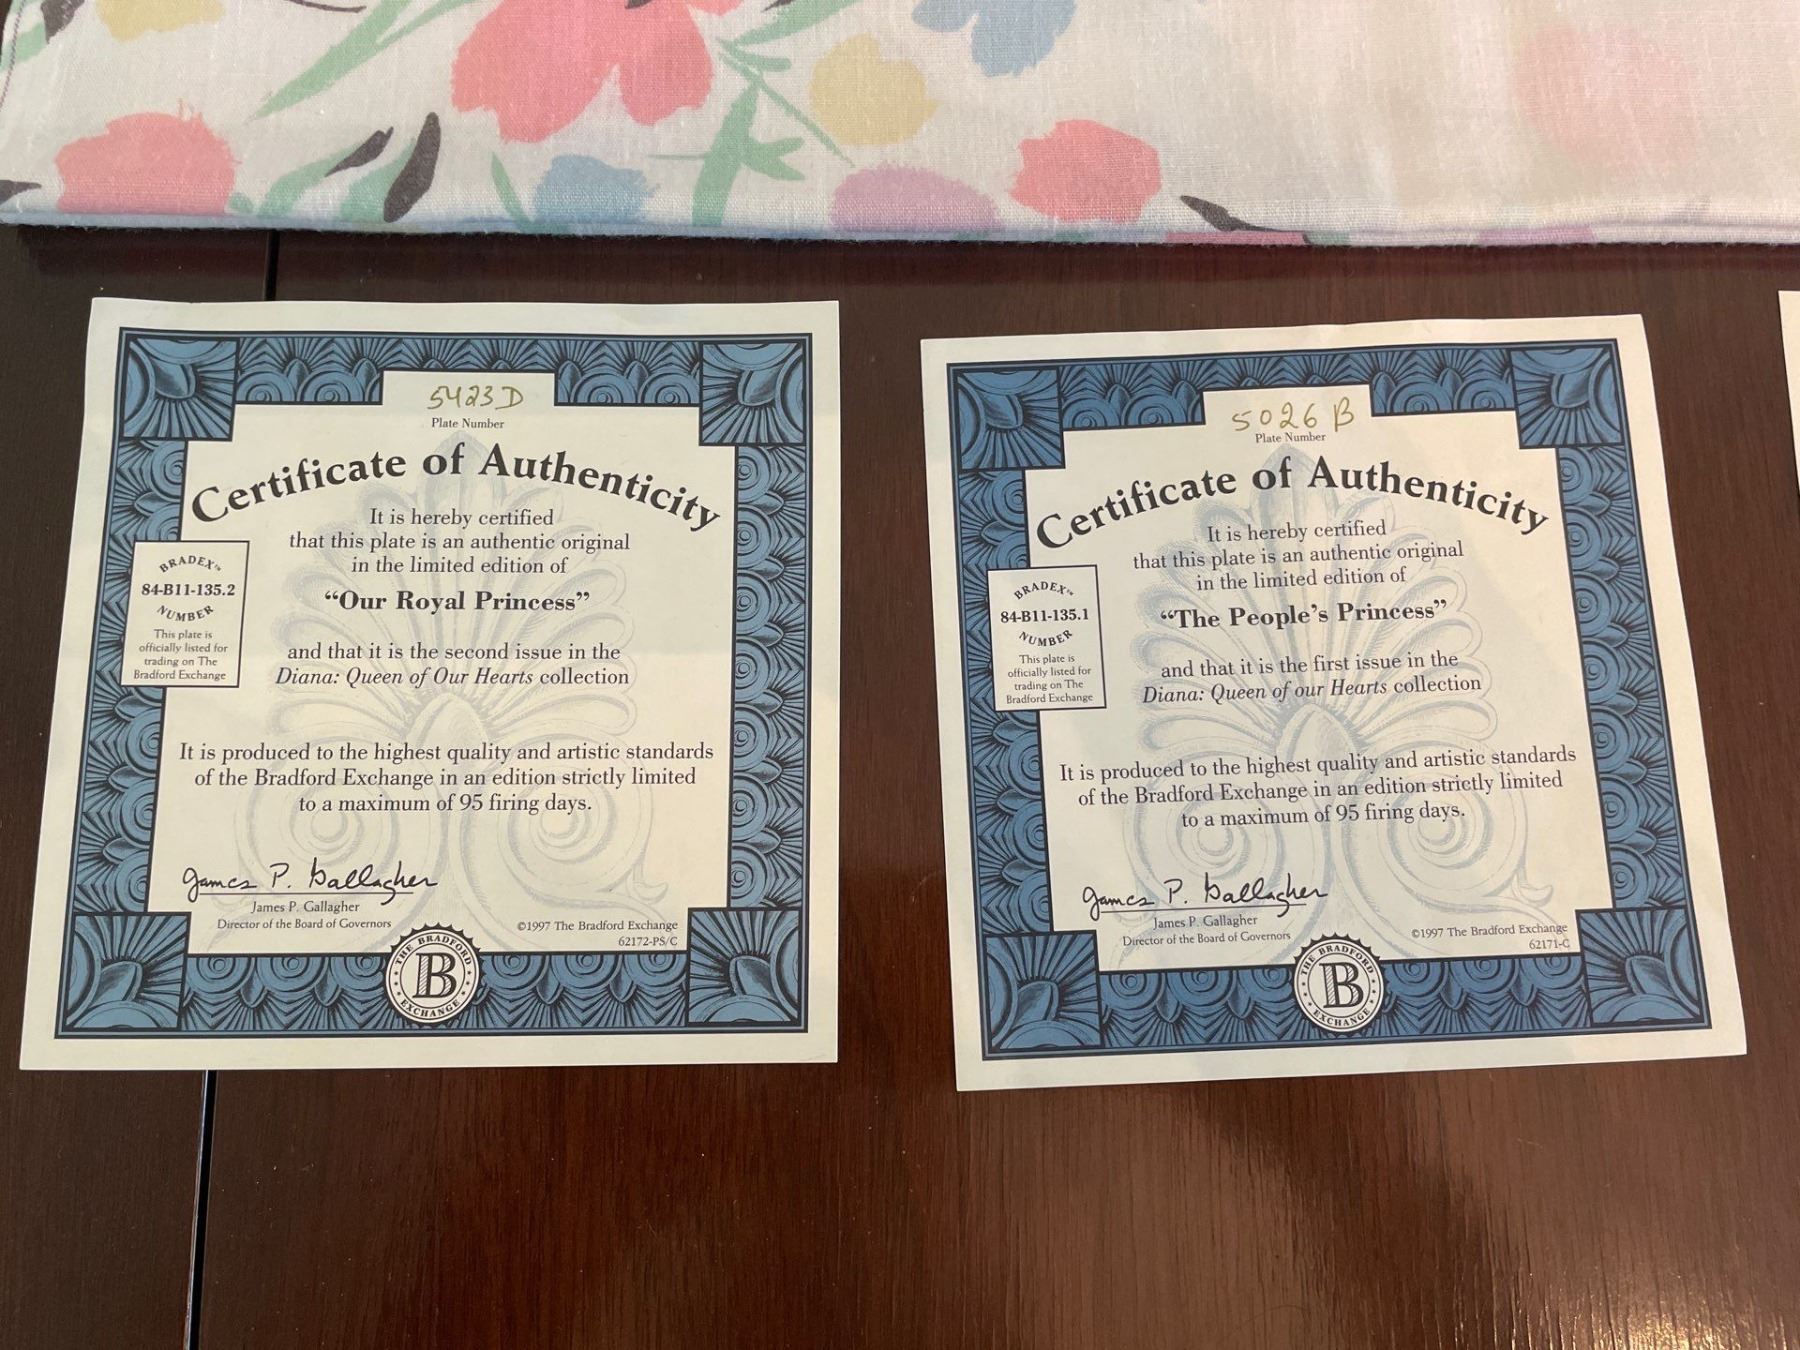 5423D
Plate Number
Certificate of Authenticity
It is hereby certified
that this plate is an authentic original
in the limited edition of
“Our Royal Princess”
and that it is the second issue in the
Diana: Queen of Our Hearts collection
BRADEX™
84-B11-135.2
NUMBER
This plate is
officially listed for
trading on The
Bradford Exchange
It is produced to the highest quality and artistic standards
of the Bradford Exchange in an edition strictly limited
to a maximum of 95 firing days.
James P. Gallagher
James P. Gallagher
Director of the Board of Governors
©1997 The Bradford Exchange
62172-PS/C
THE BRADFORD
B
EXCHANGE
5026B
Plate Number
Certificate of Authenticity
It is hereby certified
that this plate is an authentic original
in the limited edition of
“The People’s Princess”
and that it is the first issue in the
Diana: Queen of our Hearts collection
BRADEX™
84-B11-135.1
NUMBER
This plate is
officially listed for
trading on The
Bradford Exchange
It is produced to the highest quality and artistic standards
of the Bradford Exchange in an edition strictly limited
to a maximum of 95 firing days.
James P. Gallagher
James P. Gallagher
Director of the Board of Governors
©1997 The Bradford Exchange
62171-C
THE BRADFORD
B
EXCHANGE